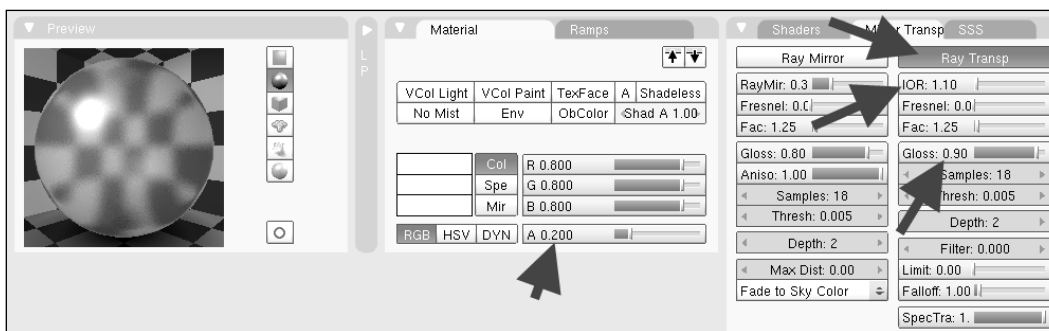 Preview
L
P
Material
Ramps
VCol Light
VCol Paint
TexFace
A
Shadeless
No Mist
Env
ObColor
Shad A 1.00
Col
Spe
Mir
R 0.800
G 0.800
B 0.800
RGB
HSV
DYN
A 0.200
Shaders
Transp
SSS
Ray Mirror
RayMir: 0.3
Fresnel: 0.0
Fac: 1.25
Gloss: 0.80
Aniso: 1.00
Samples: 18
Thresh: 0.005
Depth: 2
Max Dist: 0.00
Fade to Sky Color
Ray Transp
IOR: 1.10
Fresnel: 0.0
Fac: 1.25
Gloss: 0.90
Samples: 18
Thresh: 0.005
Depth: 2
Filter: 0.000
Limit: 0.00
Falloff: 1.00
SpecTra: 1.